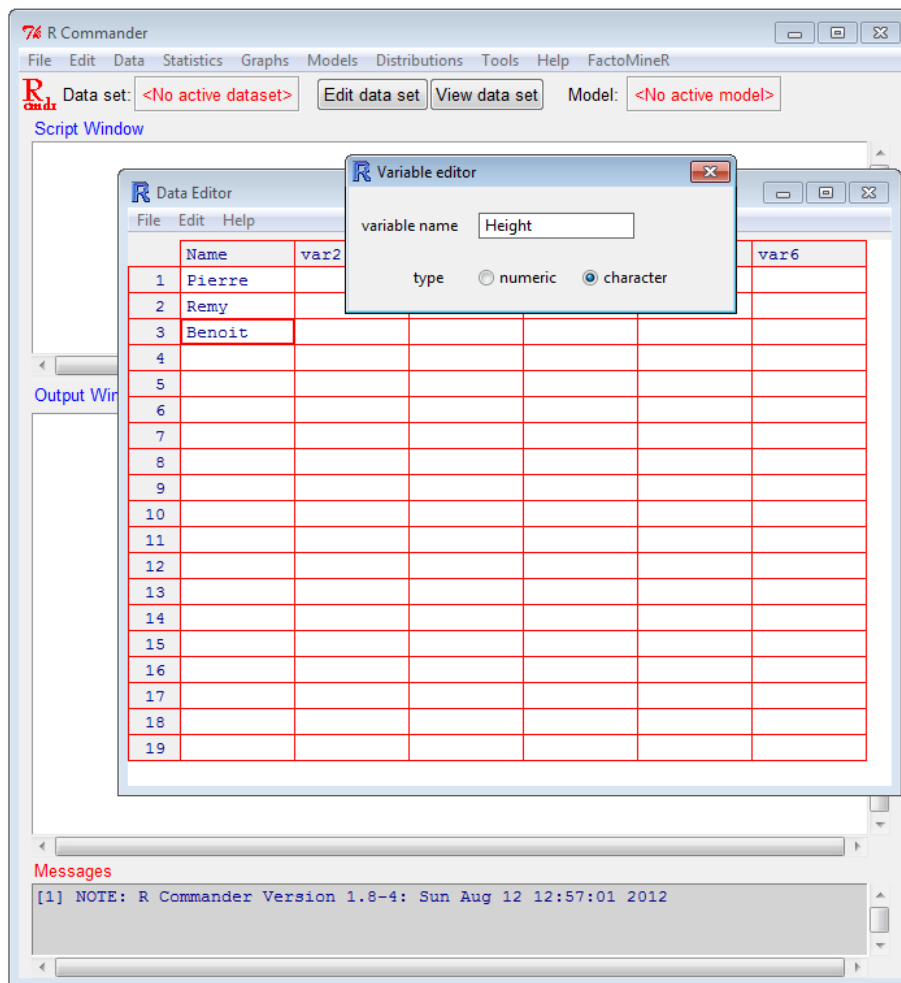 R Commander
File Edit Data Statistics Graphs Models Distributions Tools Help FactoMineR
R cmdr Data set: <No active dataset> Edit data set View data set Model: <No active model>
Script Window
Variable editor
Data Editor
File Edit Help
variable name Height
type numeric character
Name var2 var6
1 Pierre
2 Remy
3 Benoit
4
5
6
7
8
9
10
11
12
13
14
15
16
17
18
19
Output Win
Messages
[1] NOTE: R Commander Version 1.8-4: Sun Aug 12 12:57:01 2012